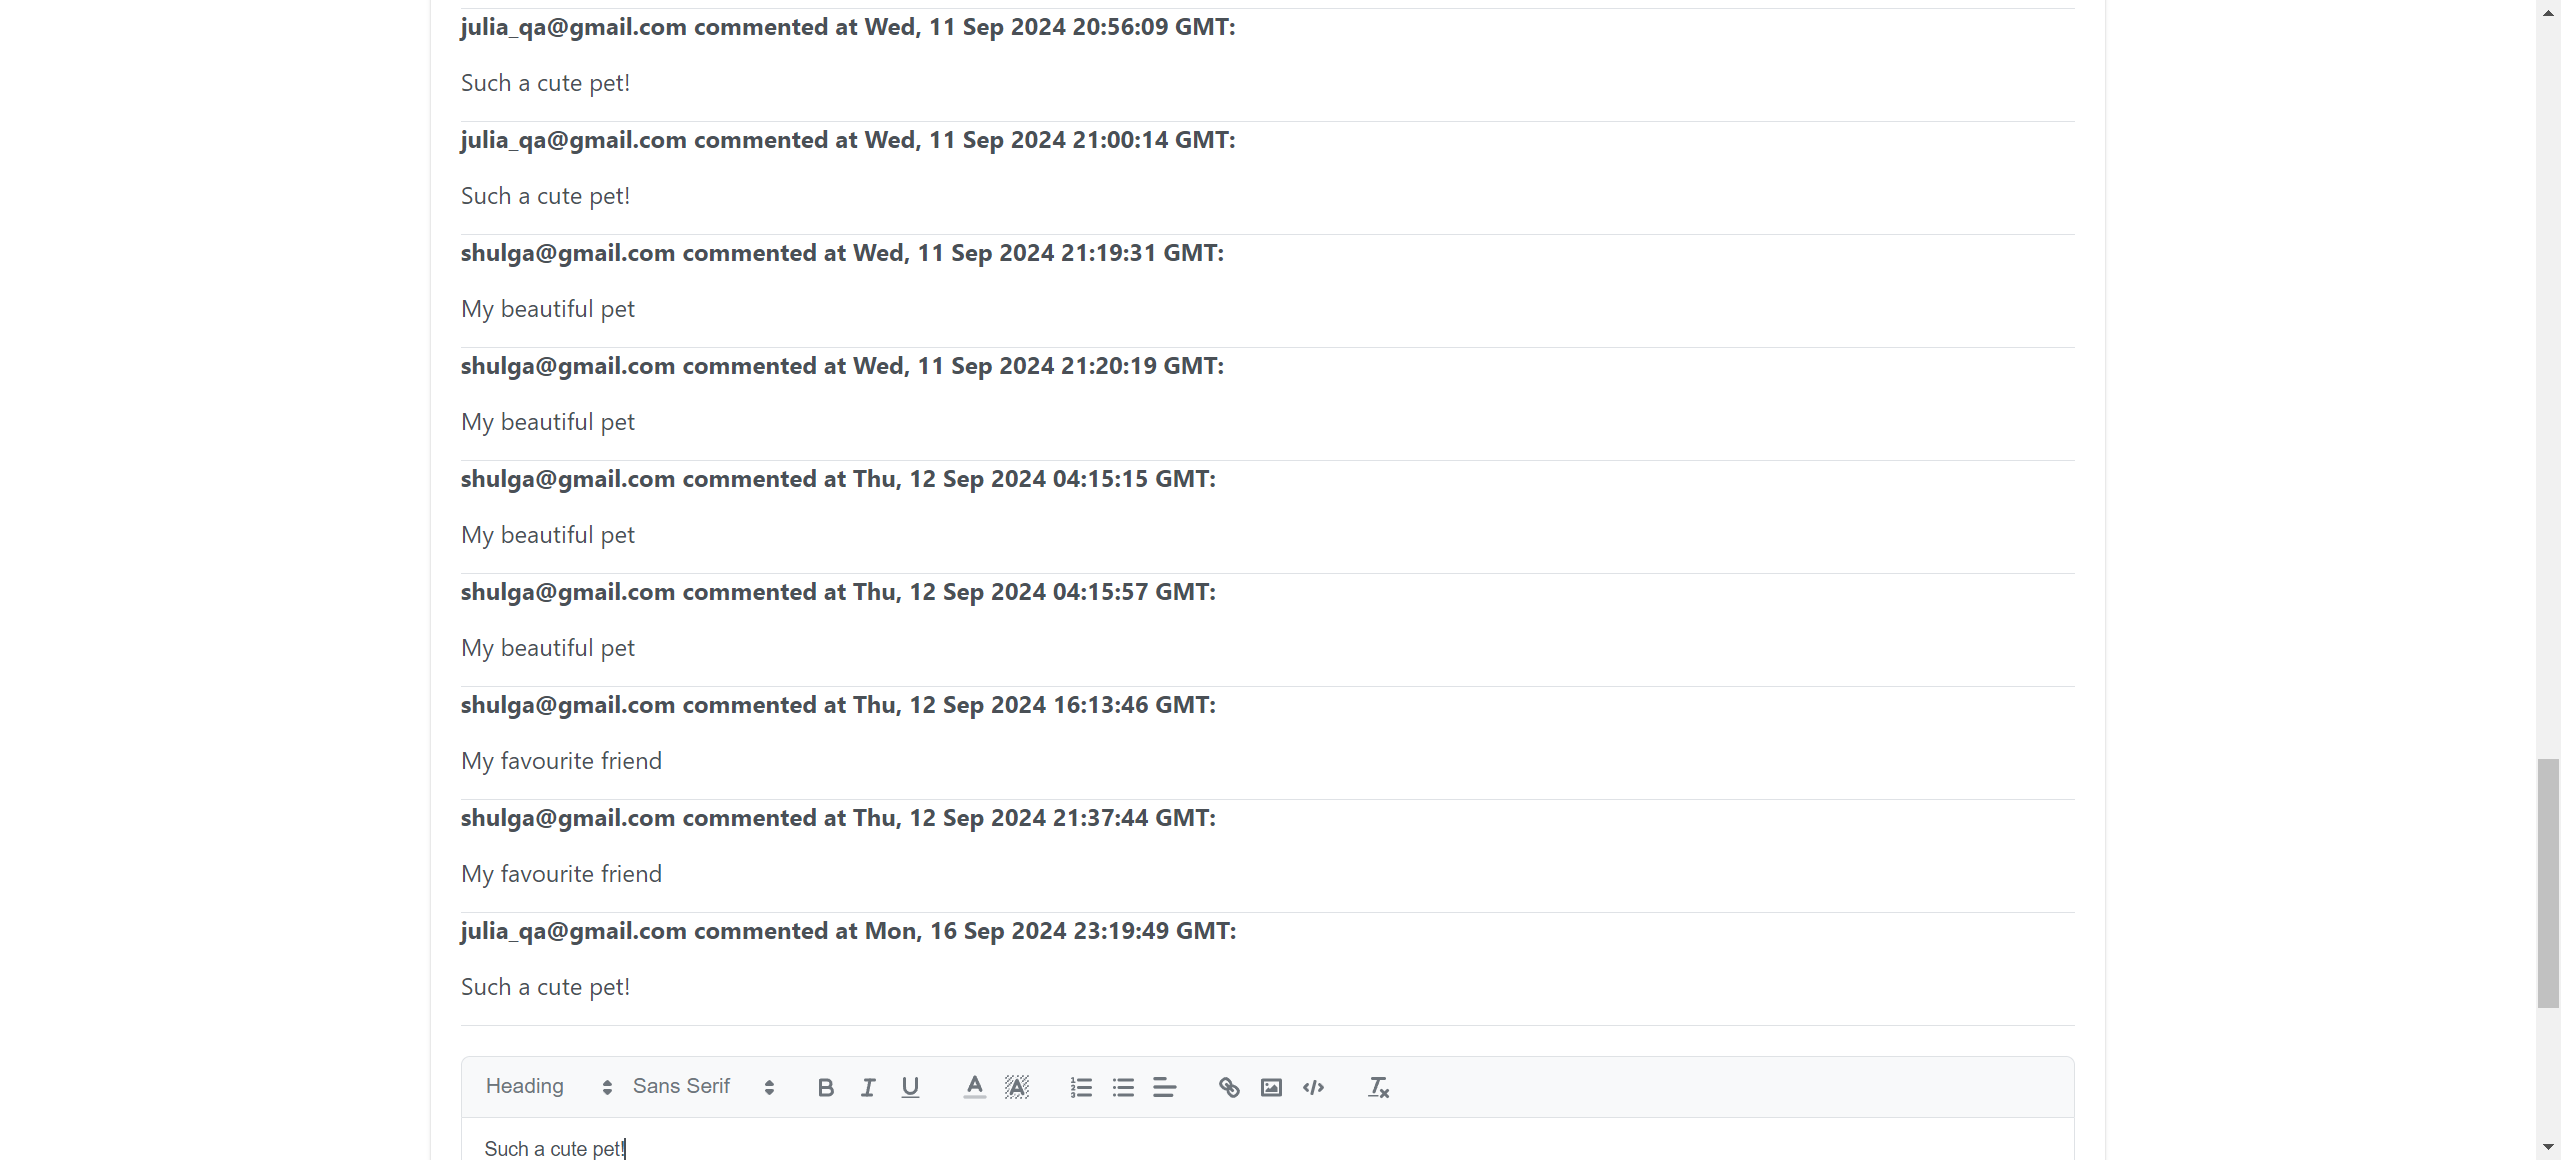 julia_qa@gmail.com commented at Wed, 11 Sep 2024 20:56:09 GMT:
Such a cute pet!
julia_qa@gmail.com commented at Wed, 11 Sep 2024 21:00:14 GMT:
Such a cute pet!
shulga@gmail.com commented at Wed, 11 Sep 2024 21:19:31 GMT:
My beautiful pet
shulga@gmail.com commented at Wed, 11 Sep 2024 21:20:19 GMT:
My beautiful pet
shulga@gmail.com commented at Thu, 12 Sep 2024 04:15:15 GMT:
My beautiful pet
shulga@gmail.com commented at Thu, 12 Sep 2024 04:15:57 GMT:
My beautiful pet
shulga@gmail.com commented at Thu, 12 Sep 2024 16:13:46 GMT:
My favourite friend
shulga@gmail.com commented at Thu, 12 Sep 2024 21:37:44 GMT:
My favourite friend
julia_qa@gmail.com commented at Mon, 16 Sep 2024 23:19:49 GMT:
Such a cute pet!
Heading Sans Serif
Such a cute pet!